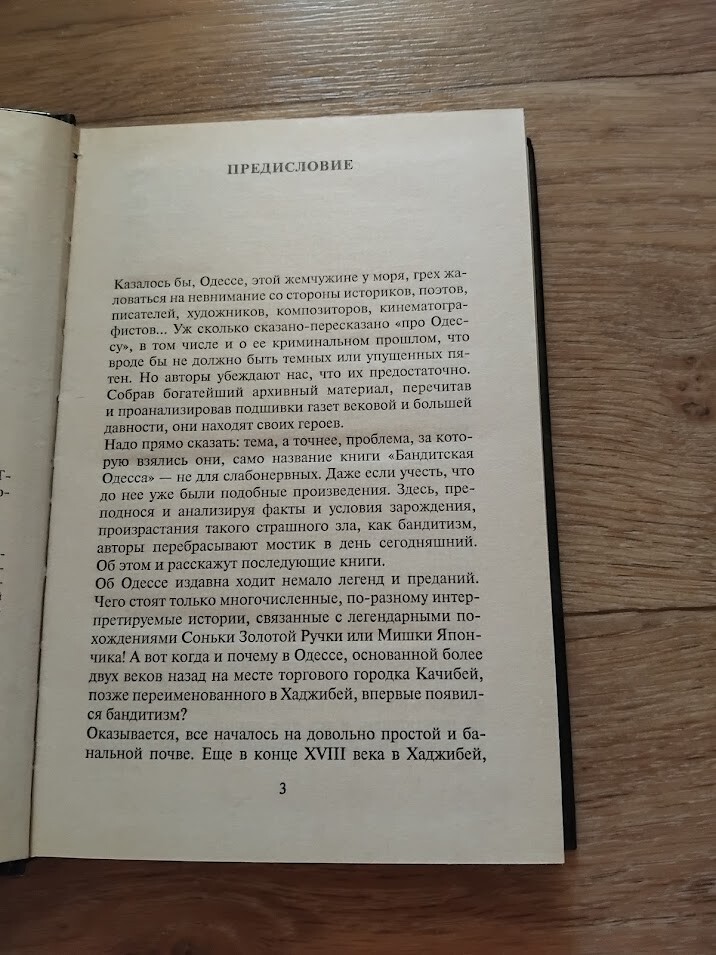 ПРЕДИСЛОВИЕ
Казалось бы, Одессе, этой жемчужине у моря, грех жа-
ловаться на невнимание со стороны историков, поэтов,
писателей, художников, композиторов, кинематогра-
фистов... Уж сколько сказано-пересказано «про Одес-
су», в том числе и о ее криминальном прошлом, что
вроде бы не должно быть темных или упущенных пя-
тен. Но авторы убеждают нас, что их предостаточно.
Собрав богатейший архивный материал, перечитав
и проанализировав подшивки газет вековой и большей
давности, они находят своих героев.
Надо прямо сказать: тема, а точнее, проблема, за кото-
рую взялись они, само название книги «Бандитская
Одесса» — не для слабонервных. Даже если учесть, что
до нее уже были подобные произведения. Здесь, пре-
поднося и анализируя факты и условия зарождения,
произрастания такого страшного зла, как бандитизм,
авторы перебрасывают мостик в день сегодняшний.
Об этом и расскажут последующие книги.
Об Одессе издавна ходит немало легенд и преданий.
Чего стоят только многочисленные, по-разному интер-
претируемые истории, связанные с легендарными по-
хождениями Соньки Золотой Ручки или Мишки Япон-
чика! А вот когда и почему в Одессе, основанной более
двух веков назад на месте торгового городка Качибей,
позже переименованного в Хаджибей, впервые появил-
ся бандитизм?
Оказывается, все началось на довольно простой и ба-
нальной почве. Еще в конце XVIII века в Хаджибей,
3